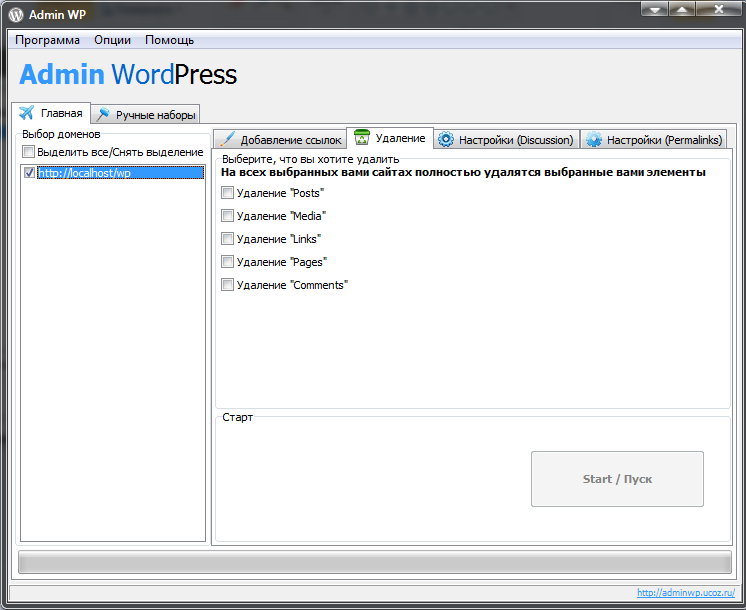 Admin WP
Программа Опции Помощь
Admin WordPress
Главная Ручные наборы
Выбор доменов
Выделить все/Снять выделение
http://localhost/wp
Добавление ссылок Удаление Настройки (Discussion) Настройки (Permalinks)
Выберите, что вы хотите удалить
На всех выбранных вами сайтах полностью удалятся выбранные вами элементы
Удаление "Posts"
Удаление "Media"
Удаление "Links"
Удаление "Pages"
Удаление "Comments"
Старт
Start / Пуск
http://adminwp.ucoz.ru/